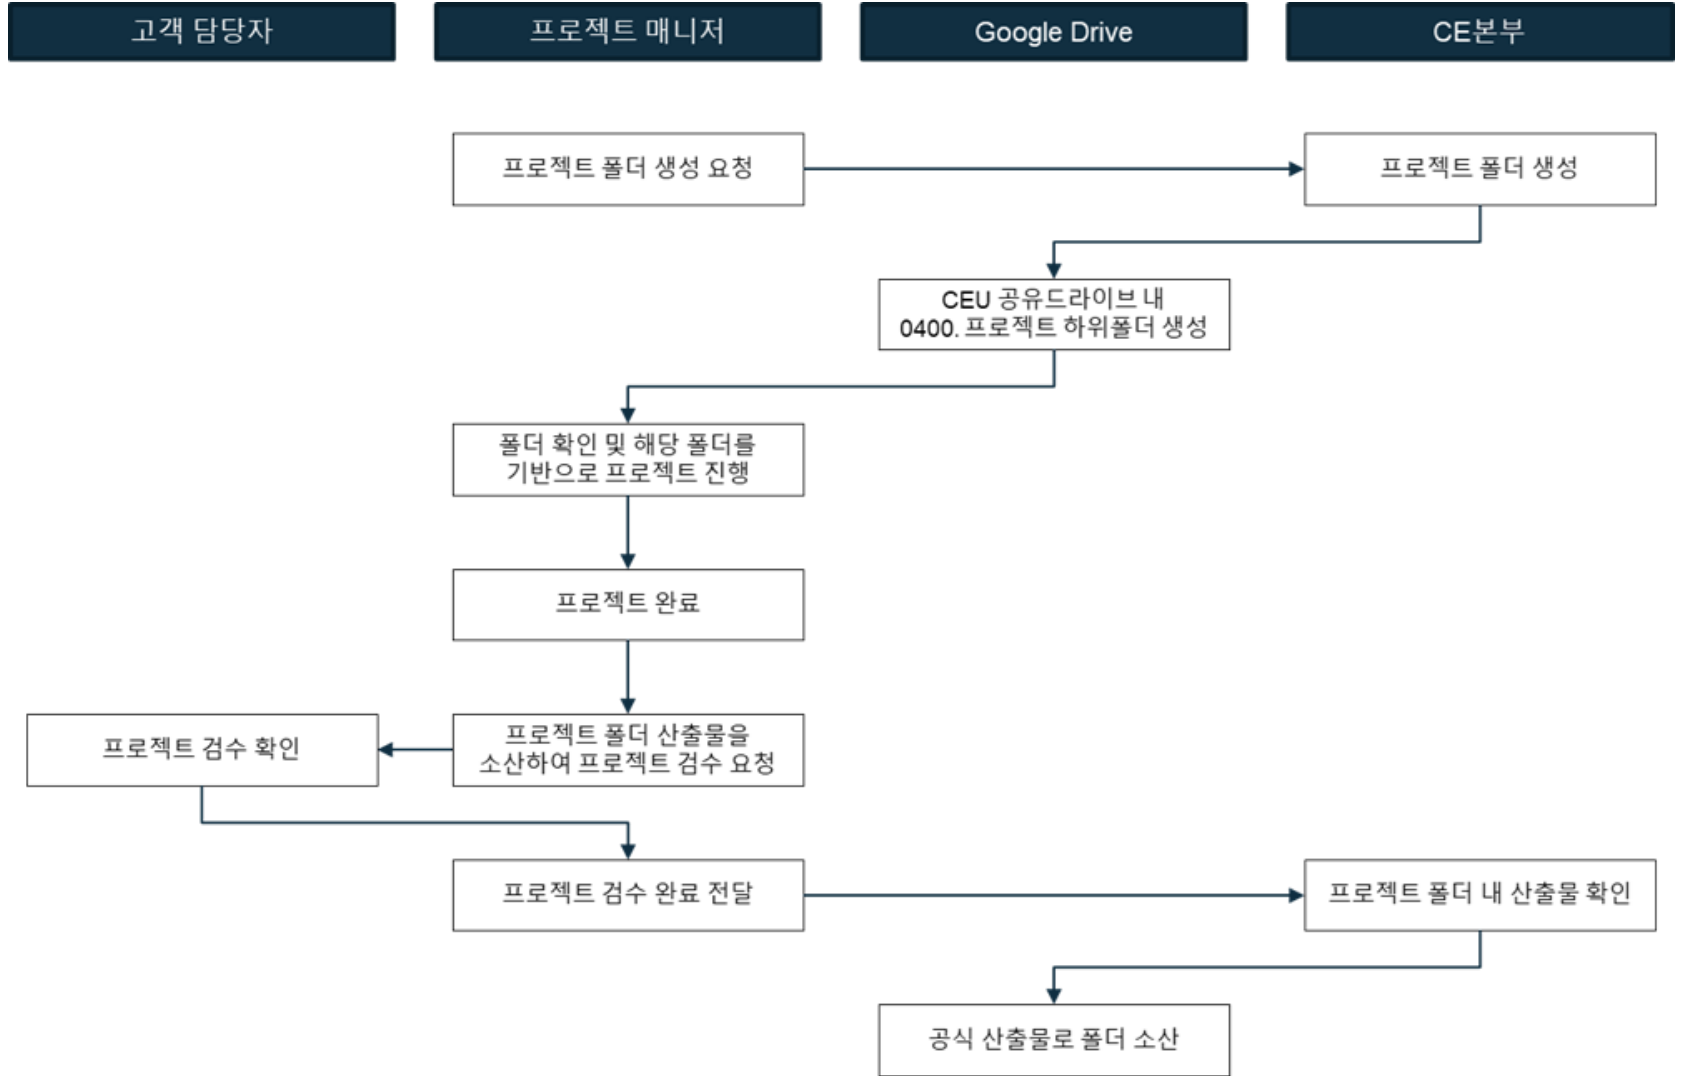 고객 담당자
프로젝트 매니저
Google Drive
CE본부
프로젝트 폴더 생성 요청
프로젝트 폴더 생성
CEU 공유드라이브 내
0400. 프로젝트 하위폴더 생성
폴더 확인 및 해당 폴더를
기반으로 프로젝트 진행
프로젝트 완료
프로젝트 검수 확인
프로젝트 폴더 산출물을
소산하여 프로젝트 검수 요청
프로젝트 검수 완료 전달
프로젝트 폴더 내 산출물 확인
공식 산출물로 폴더 소산